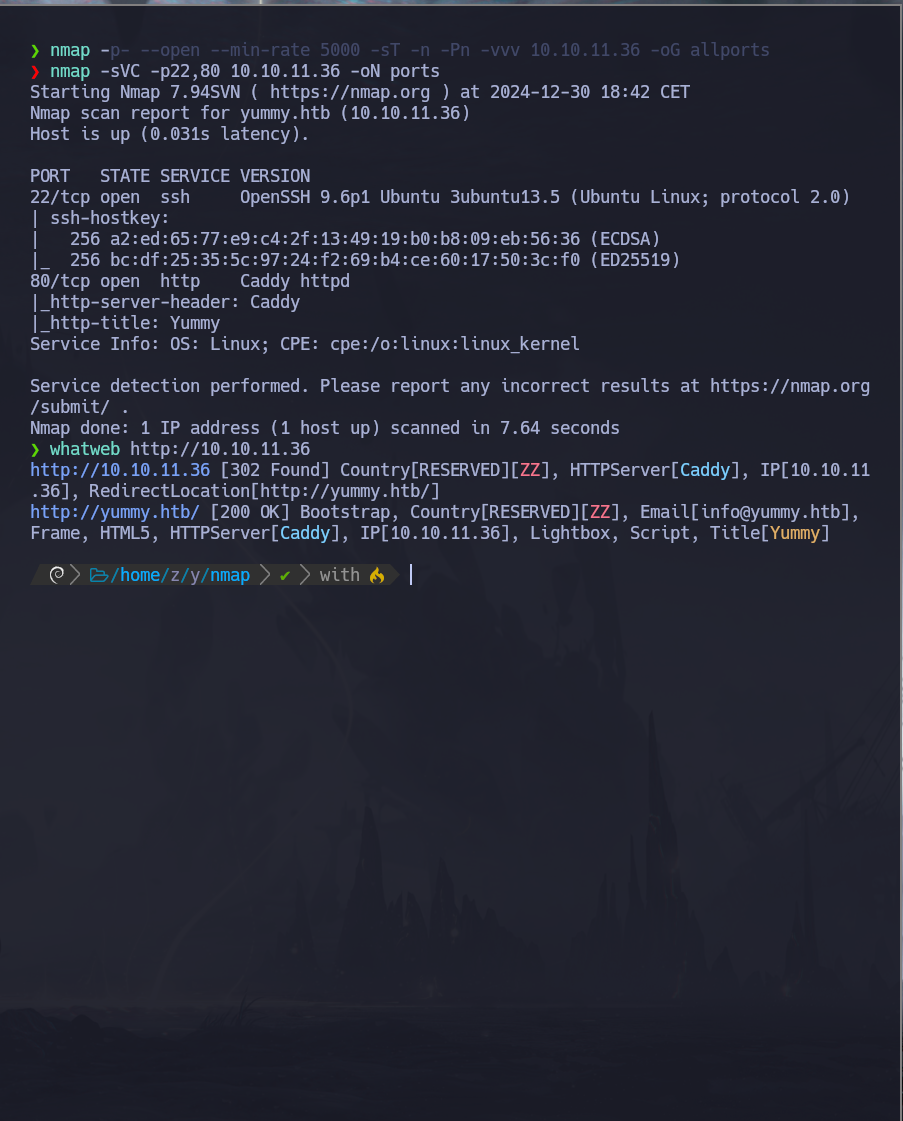 ❯ nmap -p- --open --min-rate 5000 -sT -n -Pn -vvv 10.10.11.36 -oG allports
❯ nmap -sVC -p22,80 10.10.11.36 -oN ports
Starting Nmap 7.94SVN ( https://nmap.org ) at 2024-12-30 18:42 CET
Nmap scan report for yummy.htb (10.10.11.36)
Host is up (0.031s latency).
PORT   STATE SERVICE VERSION
22/tcp open  ssh     OpenSSH 9.6p1 Ubuntu 3ubuntu13.5 (Ubuntu Linux; protocol 2.0)
| ssh-hostkey:
|   256 a2:ed:65:77:e9:c4:2f:13:49:19:b0:b8:09:eb:56:36 (ECDSA)
|_  256 bc:df:25:35:5c:97:24:f2:69:b4:ce:60:17:50:3c:f0 (ED25519)
80/tcp open  http    Caddy httpd
|_http-server-header: Caddy
|_http-title: Yummy
Service Info: OS: Linux; CPE: cpe:/o:linux:linux_kernel
Service detection performed. Please report any incorrect results at https://nmap.org
/submit/ .
Nmap done: 1 IP address (1 host up) scanned in 7.64 seconds
❯ whatweb http://10.10.11.36
http://10.10.11.36 [302 Found] Country[RESERVED][ZZ], HTTPServer[Caddy], IP[10.10.11
.36], RedirectLocation[http://yummy.htb/]
http://yummy.htb/ [200 OK] Bootstrap, Country[RESERVED][ZZ], Email[info@yummy.htb],
Frame, HTML5, HTTPServer[Caddy], IP[10.10.11.36], Lightbox, Script, Title[Yummy]
/home/z/y/nmap ✔ with 🔥